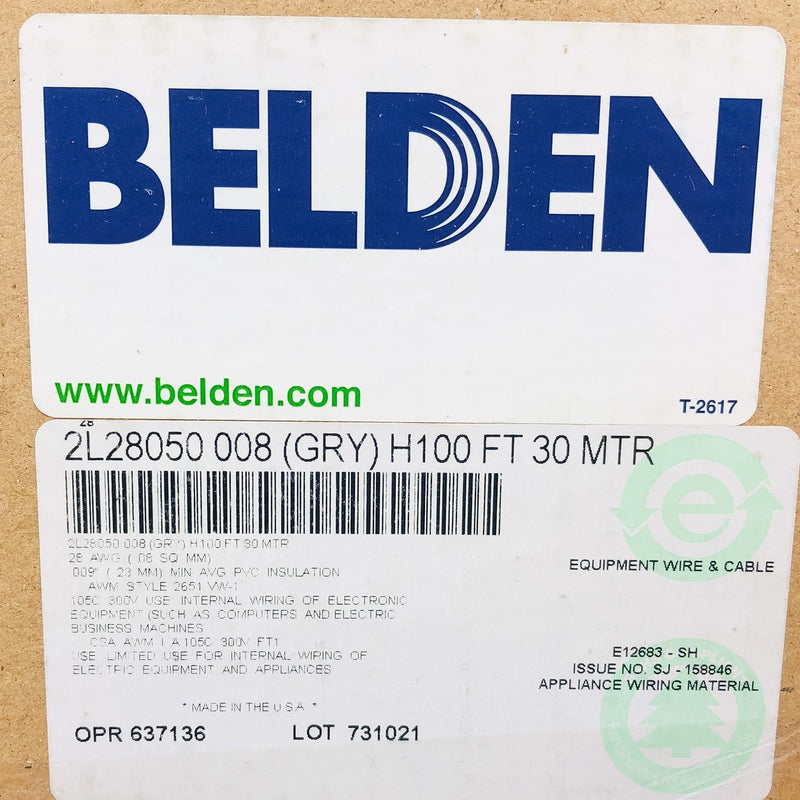 BELDEN
www.belden.com
T-2617
28
2L28050 008 (GRY) H100 FT 30 MTR
2L28050 008 (GRY) H100 FT 30 MTR
28 AWG (.08 SQ MM)
.009" (.23 MM) MIN AVG PVC INSULATION
AWM STYLE 2651 VW-1
105C 300V USE INTERNAL WIRING OF ELECTRONIC
EQUIPMENT (SUCH AS COMPUTERS AND ELECTRIC
BUSINESS MACHINES
CSA AWM I A 105C 300V FT1
USE LIMITED USE FOR INTERNAL WIRING OF
ELECTRIC EQUIPMENT AND APPLIANCES
* MADE IN THE U.S.A. *
OPR 637136 LOT 731021
e
EQUIPMENT WIRE & CABLE
E12683 - SH
ISSUE NO. SJ - 158846
APPLIANCE WIRING MATERIAL